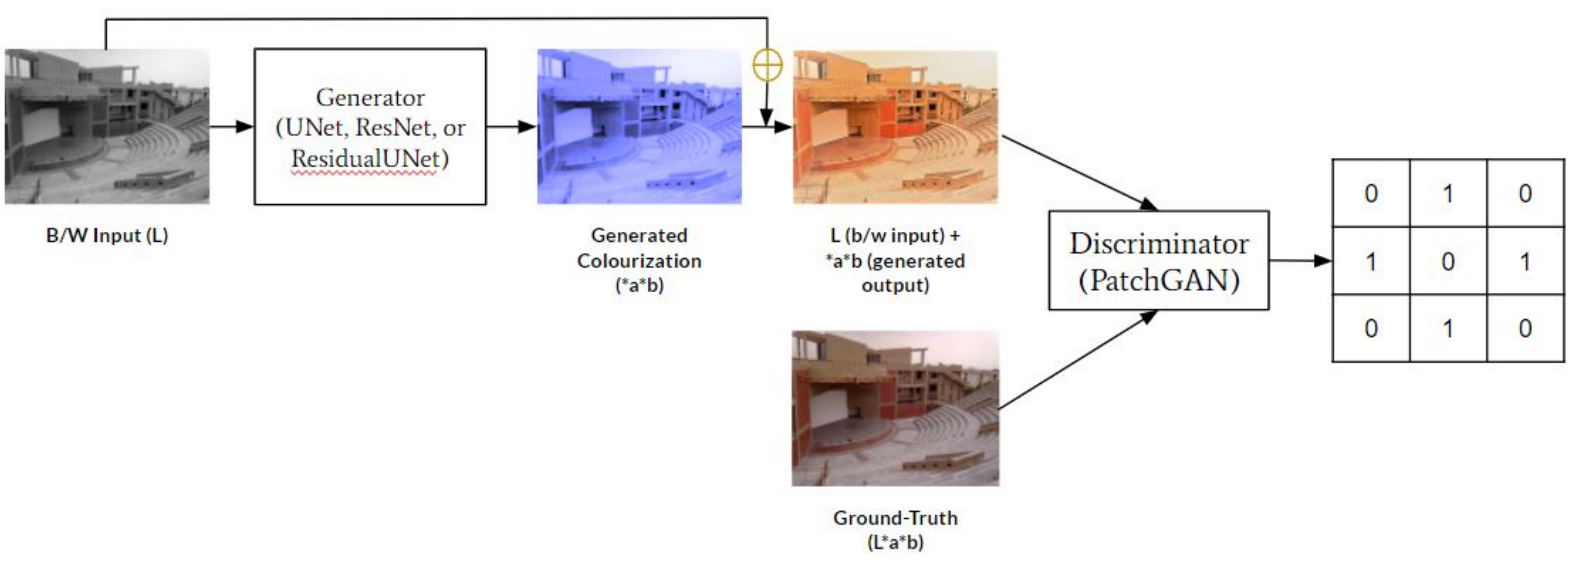 Generator
(UNet, ResNet, or
ResidualUNet)
B/W Input (L)
Generated
Colourization
(*a*b)
L (b/w input) +
*a*b (generated
output)
Discriminator
(PatchGAN)
0 1 0
1 0 1
0 1 0
Ground-Truth
(L*a*b)